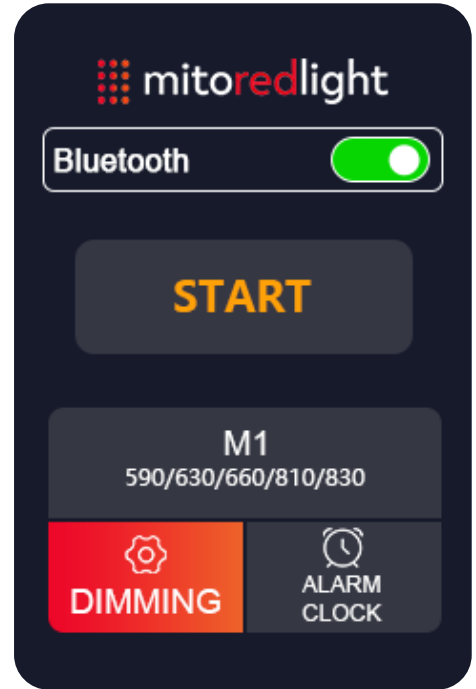 mitoredlight
Bluetooth
START
M1
590/630/660/810/830
DIMMING
ALARM
CLOCK